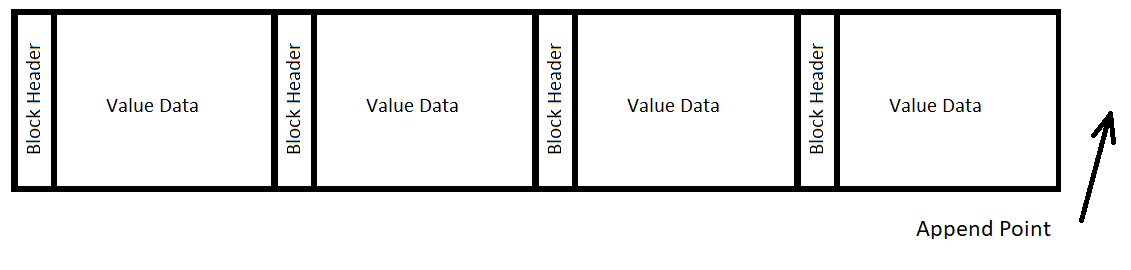 Block Header
Value Data
Block Header
Value Data
Block Header
Value Data
Block Header
Value Data
Append Point